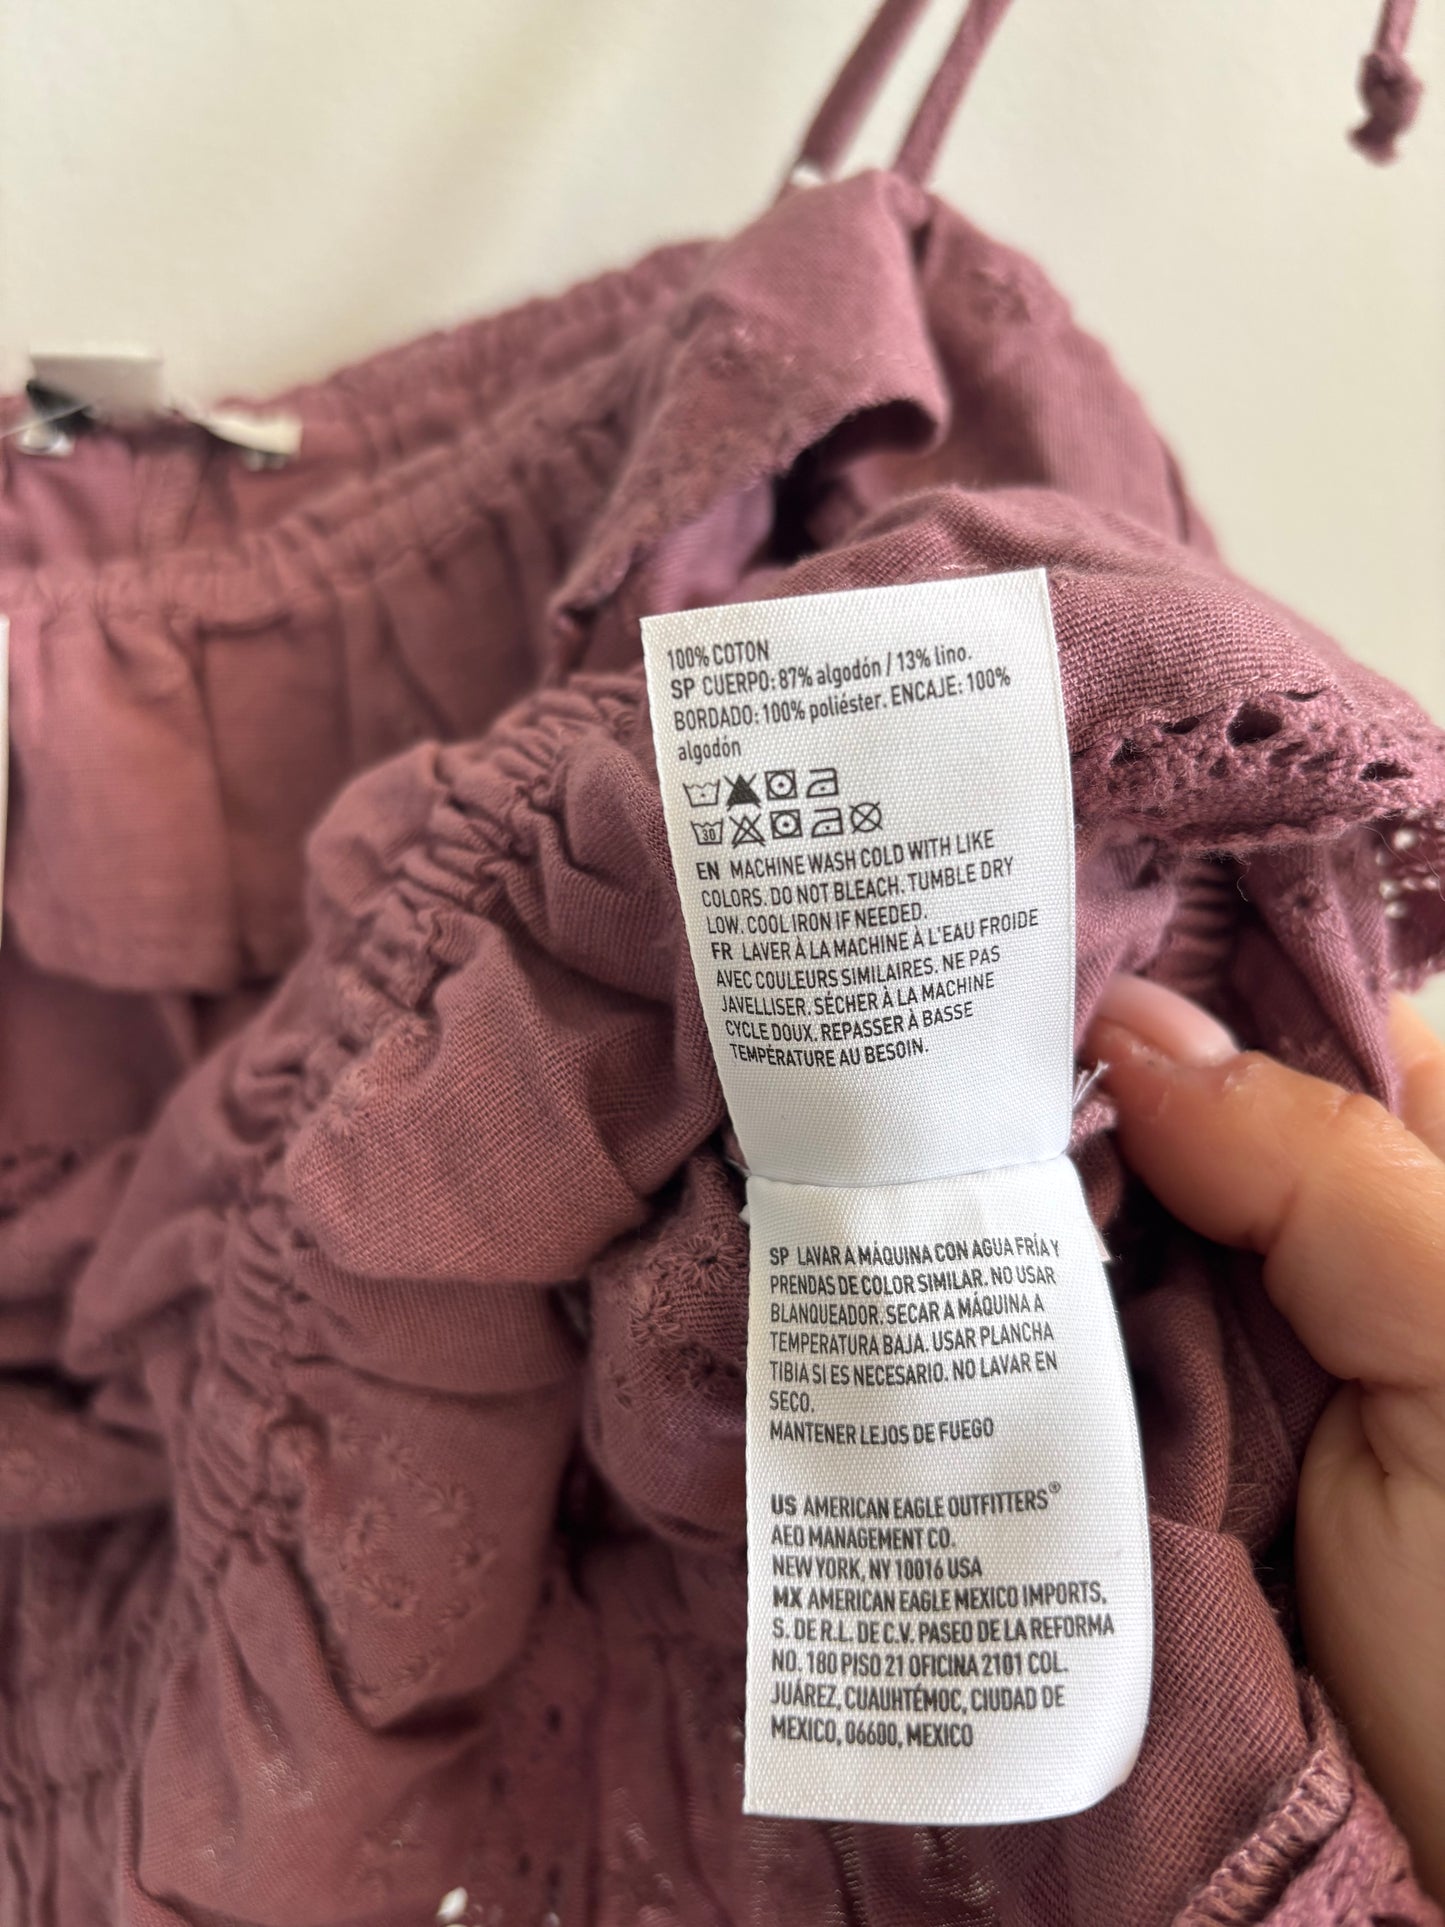 100% COTON
SP CUERPO: 87% algodón / 13% lino.
BORDADO: 100% poliéster. ENCAJE: 100%
algodón
30
EN MACHINE WASH COLD WITH LIKE
COLORS. DO NOT BLEACH. TUMBLE DRY
LOW. COOL IRON IF NEEDED.
FR LAVER À LA MACHINE À L'EAU FROIDE
AVEC COULEURS SIMILAIRES. NE PAS
JAVELLISER. SÉCHER À LA MACHINE
CYCLE DOUX. REPASSER À BASSE
TEMPÉRATURE AU BESOIN.
SP LAVAR A MÁQUINA CON AGUA FRÍA Y
PRENDAS DE COLOR SIMILAR. NO USAR
BLANQUEADOR. SECAR A MÁQUINA A
TEMPERATURA BAJA. USAR PLANCHA
TIBIA SI ES NECESARIO. NO LAVAR EN
SECO.
MANTENER LEJOS DE FUEGO
US AMERICAN EAGLE OUTFITTERS®
AEO MANAGEMENT CO.
NEW YORK, NY 10016 USA
MX AMERICAN EAGLE MEXICO IMPORTS,
S. DE R.L. DE C.V. PASEO DE LA REFORMA
NO. 180 PISO 21 OFICINA 2101 COL.
JUÁREZ, CUAUHTÉMOC, CIUDAD DE
MEXICO, 06600, MEXICO